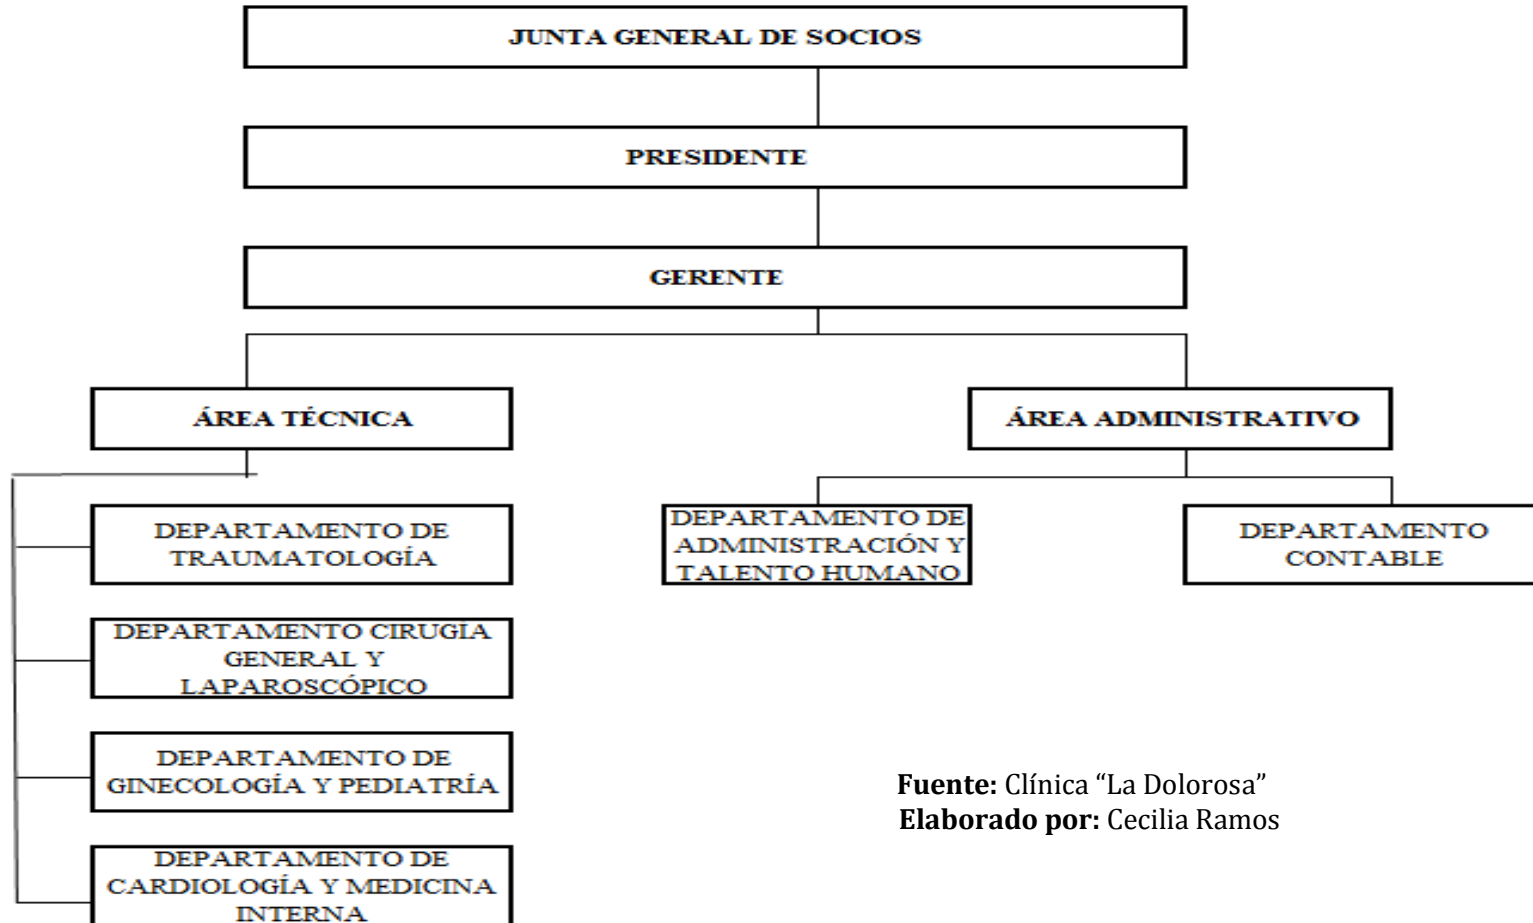 JUNTA GENERAL DE SOCIOS
PRESIDENTE
GERENTE
ÁREA TÉCNICA
ÁREA ADMINISTRATIVO
DEPARTAMENTO DE
TRAUMATOLOGÍA
DEPARTAMENTO DE
ADMINISTRACIÓN Y
TALENTO HUMANO
DEPARTAMENTO
CONTABLE
DEPARTAMENTO CIRUGÍA
GENERAL Y
LAPAROSCÓPICO
DEPARTAMENTO DE
GINECOLOGÍA Y PEDIATRÍA
DEPARTAMENTO DE
CARDIOLOGÍA Y MEDICINA
INTERNA
Fuente: Clínica “La Dolorosa”
Elaborado por: Cecilia Ramos